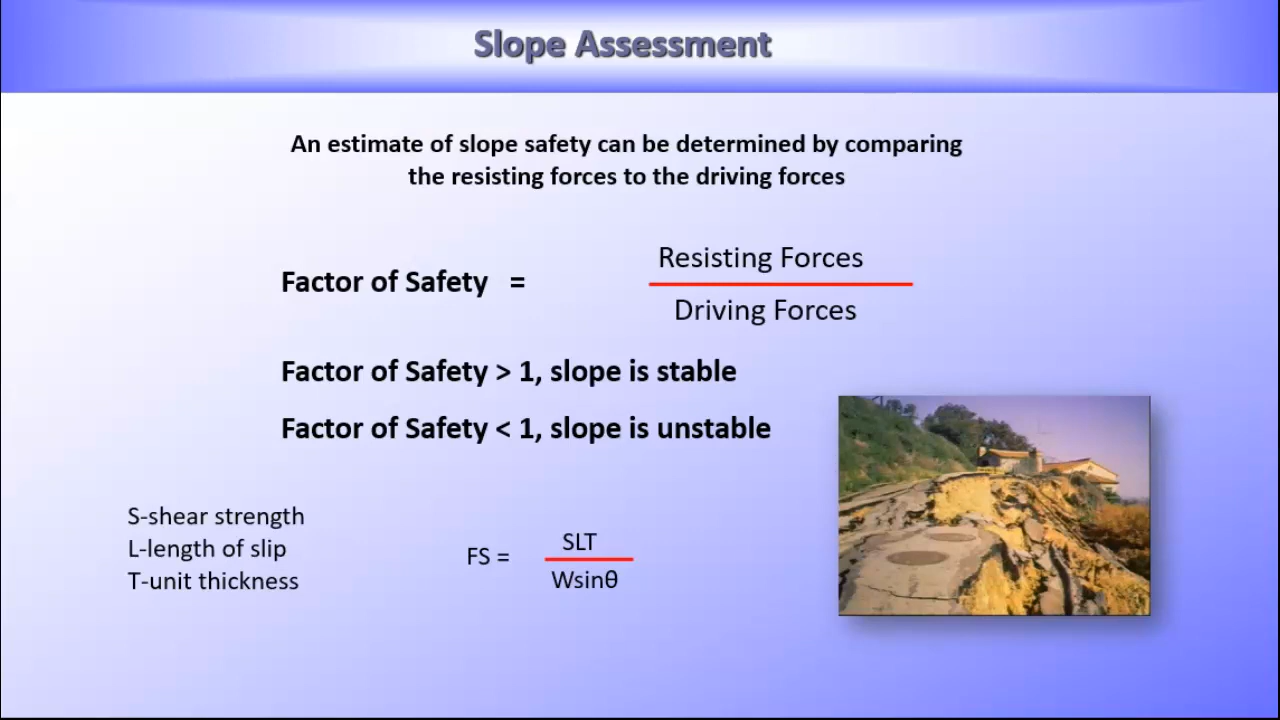 Slope Assessment
An estimate of slope safety can be determined by comparing
the resisting forces to the driving forces
Factor of Safety =
Resisting Forces
Driving Forces
Factor of Safety > 1, slope is stable
Factor of Safety < 1, slope is unstable
S-shear strength
L-length of slip
T-unit thickness
FS =
SLT
Wsinθ